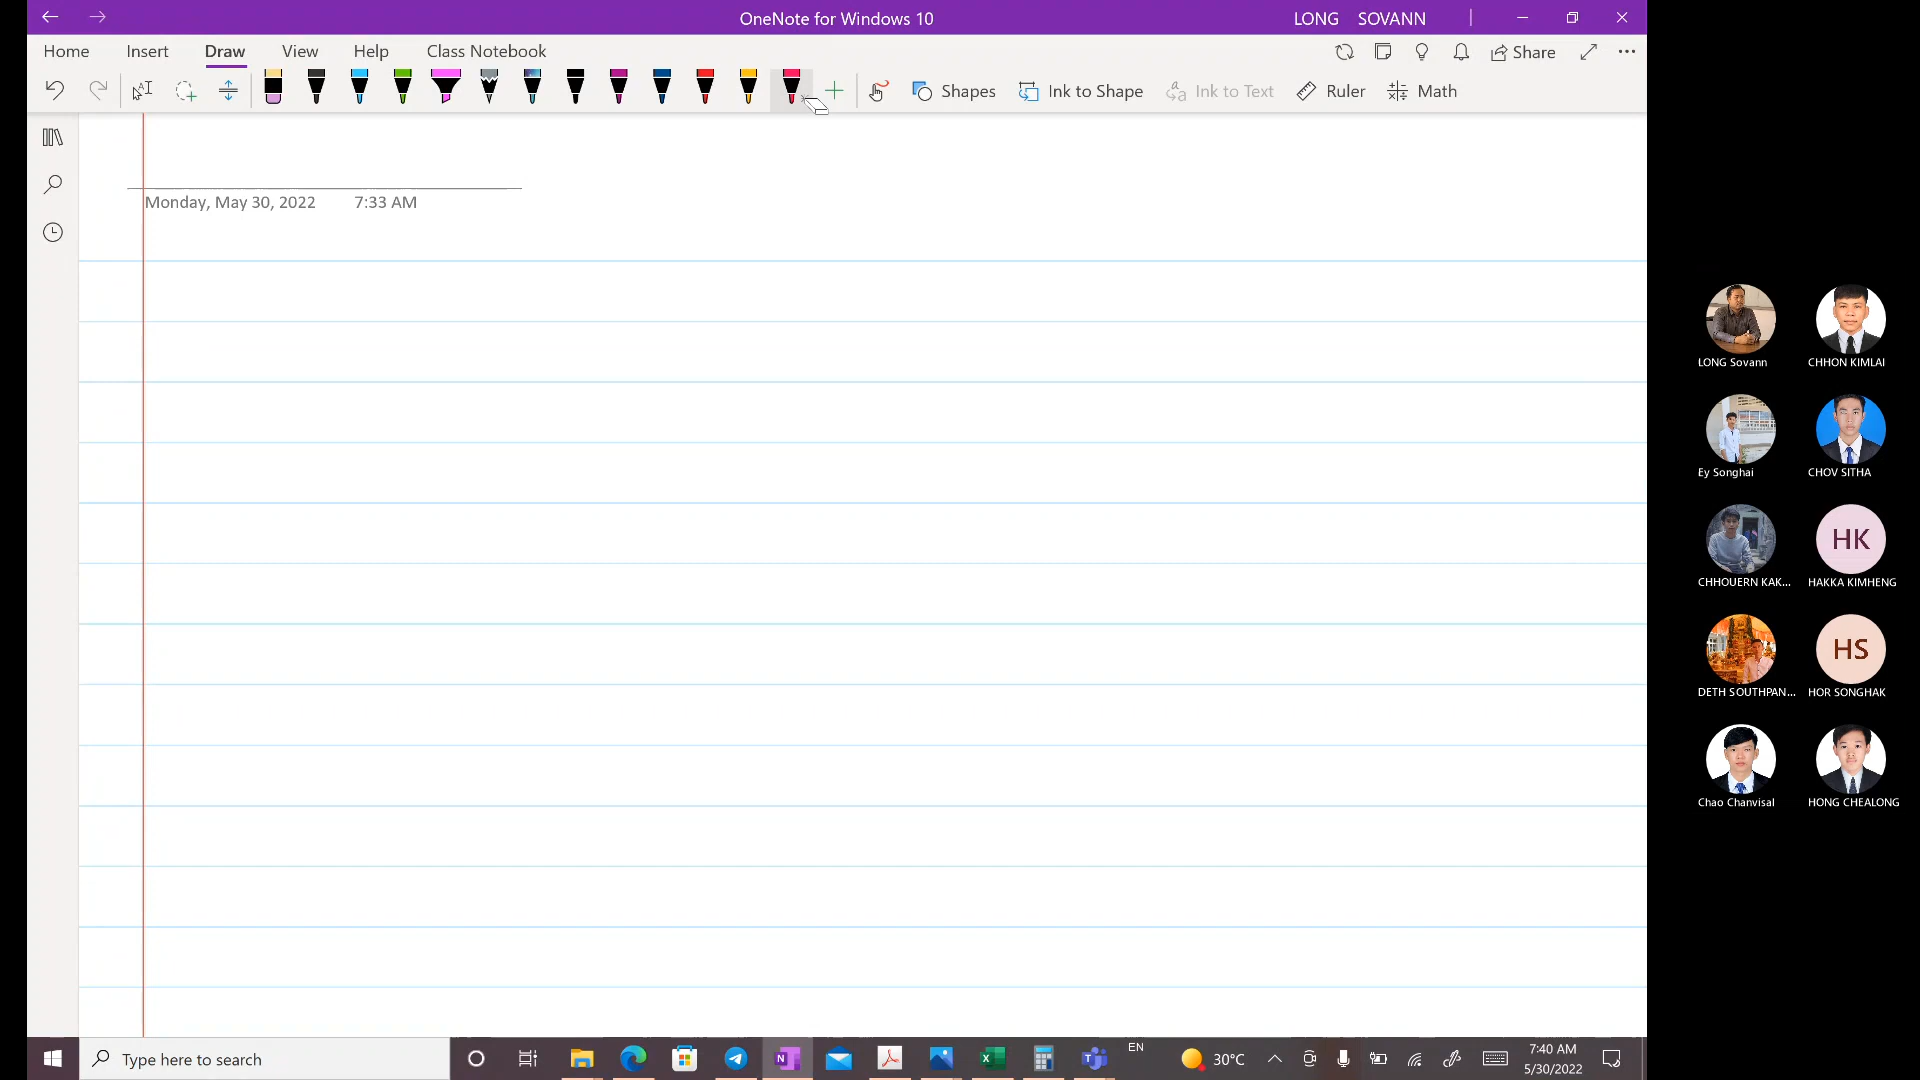 OneNote for Windows 10
LONG SOVANN
Home Insert Draw View Help Class Notebook
Share
Shapes Ink to Shape Ink to Text Ruler Math
Monday, May 30, 2022 7:33 AM
LONG Sovann
CHHON KIMLAI
Ey Songhai
CHOV SITHA
HK
CHHOUERN KAK...
HAKKA KIMHENG
HS
DETH SOUTHPAN...
HOR SONGHAK
Chao Chanvisal
HONG CHEALONG
Type here to search
EN
30°C
7:40 AM
5/30/2022